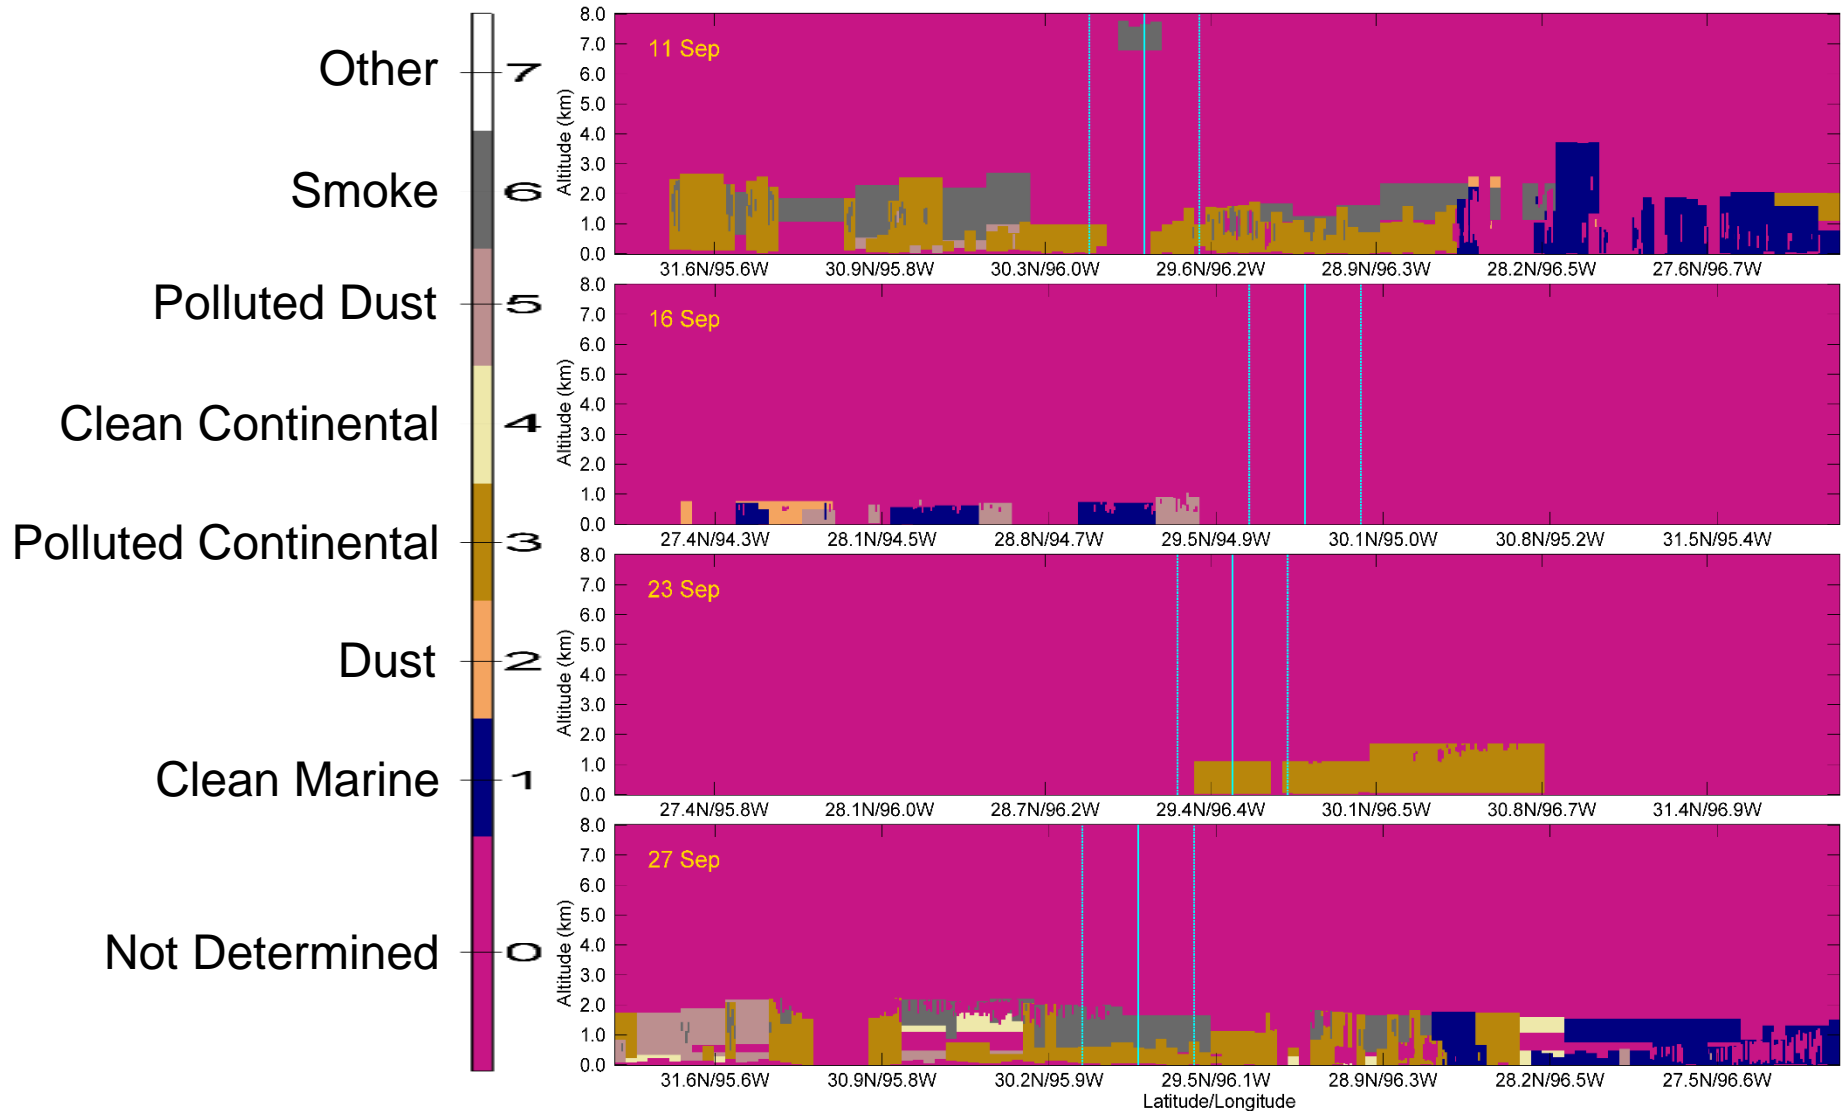 Other
7
Smoke
6
Polluted Dust
5
Clean Continental
4
Polluted Continental
3
Dust
2
Clean Marine
1
Not Determined
0
8.0
7.0
6.0
5.0
4.0
3.0
2.0
1.0
0.0
Altitude (km)
11 Sep
31.6N/95.6W 30.9N/95.8W 30.3N/96.0W 29.6N/96.2W 28.9N/96.3W 28.2N/96.5W 27.6N/96.7W
8.0
7.0
6.0
5.0
4.0
3.0
2.0
1.0
0.0
Altitude (km)
16 Sep
27.4N/94.3W 28.1N/94.5W 28.8N/94.7W 29.5N/94.9W 30.1N/95.0W 30.8N/95.2W 31.5N/95.4W
8.0
7.0
6.0
5.0
4.0
3.0
2.0
1.0
0.0
Altitude (km)
23 Sep
27.4N/95.8W 28.1N/96.0W 28.7N/96.2W 29.4N/96.4W 30.1N/96.5W 30.8N/96.7W 31.4N/96.9W
8.0
7.0
6.0
5.0
4.0
3.0
2.0
1.0
0.0
Altitude (km)
27 Sep
31.6N/95.6W 30.9N/95.8W 30.2N/95.9W 29.5N/96.1W 28.9N/96.3W 28.2N/96.5W 27.5N/96.6W
Latitude/Longitude